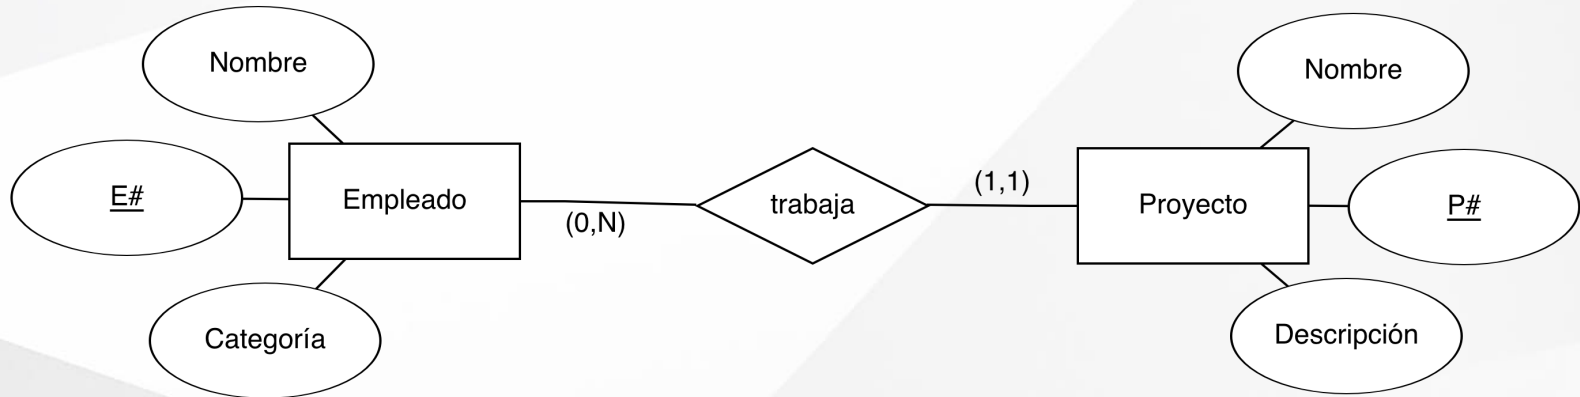 Nombre
E#
Empleado
Categoría
(0,N)
trabaja
(1,1)
Nombre
Proyecto
P#
Descripción